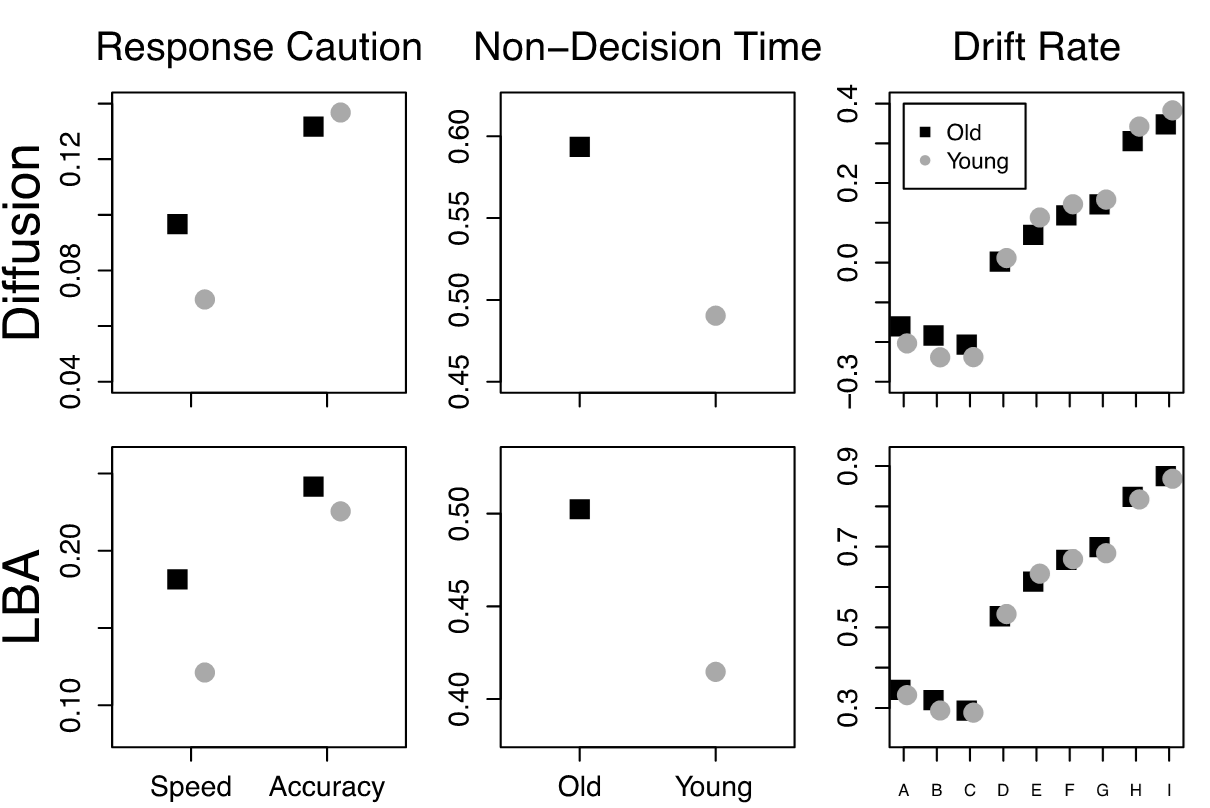 Response Caution
Non−Decision Time
Drift Rate
Diffusion
0.12
0.08
0.04
0.60
0.55
0.50
0.45
0.4
0.2
0.0
−0.3
Old
Young
LBA
0.20
0.10
0.50
0.45
0.40
0.9
0.7
0.5
0.3
Speed Accuracy
Old Young
A B C D E F G H I